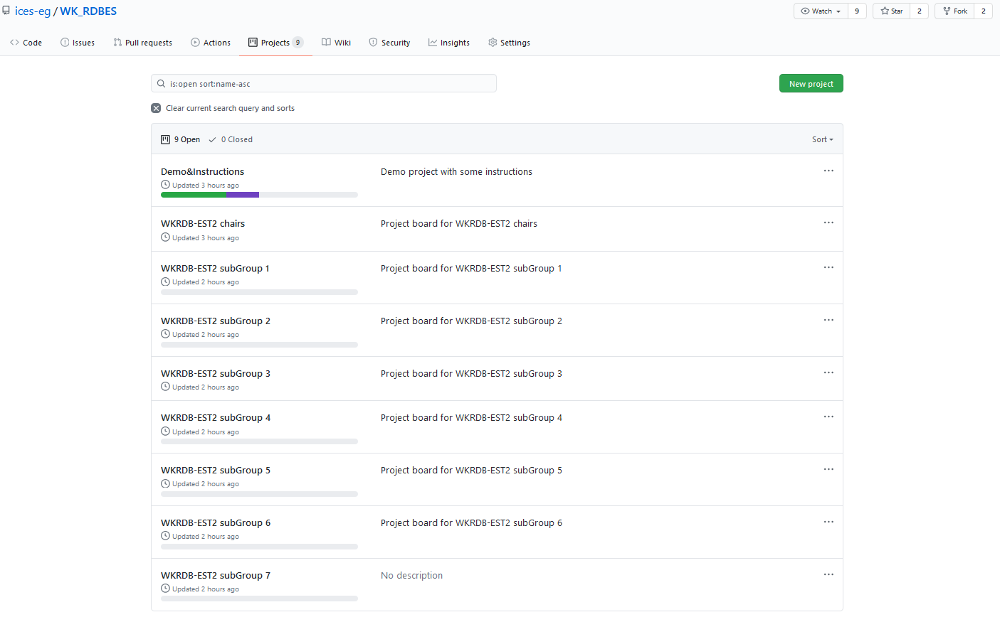 ices-eg / WK_RDBES
Watch 9 Star 2 Fork 2
Code Issues Pull requests Actions Projects 9 Wiki Security Insights Settings
is:open sort:name-asc New project
Clear current search query and sorts
9 Open 0 Closed Sort
Demo&Instructions Demo project with some instructions
Updated 3 hours ago
WKRDB-EST2 chairs Project board for WKRDB-EST2 chairs
Updated 3 hours ago
WKRDB-EST2 subGroup 1 Project board for WKRDB-EST2 subGroup 1
Updated 2 hours ago
WKRDB-EST2 subGroup 2 Project board for WKRDB-EST2 subGroup 2
Updated 2 hours ago
WKRDB-EST2 subGroup 3 Project board for WKRDB-EST2 subGroup 3
Updated 2 hours ago
WKRDB-EST2 subGroup 4 Project board for WKRDB-EST2 subGroup 4
Updated 2 hours ago
WKRDB-EST2 subGroup 5 Project board for WKRDB-EST2 subGroup 5
Updated 2 hours ago
WKRDB-EST2 subGroup 6 Project board for WKRDB-EST2 subGroup 6
Updated 2 hours ago
WKRDB-EST2 subGroup 7 No description
Updated 2 hours ago